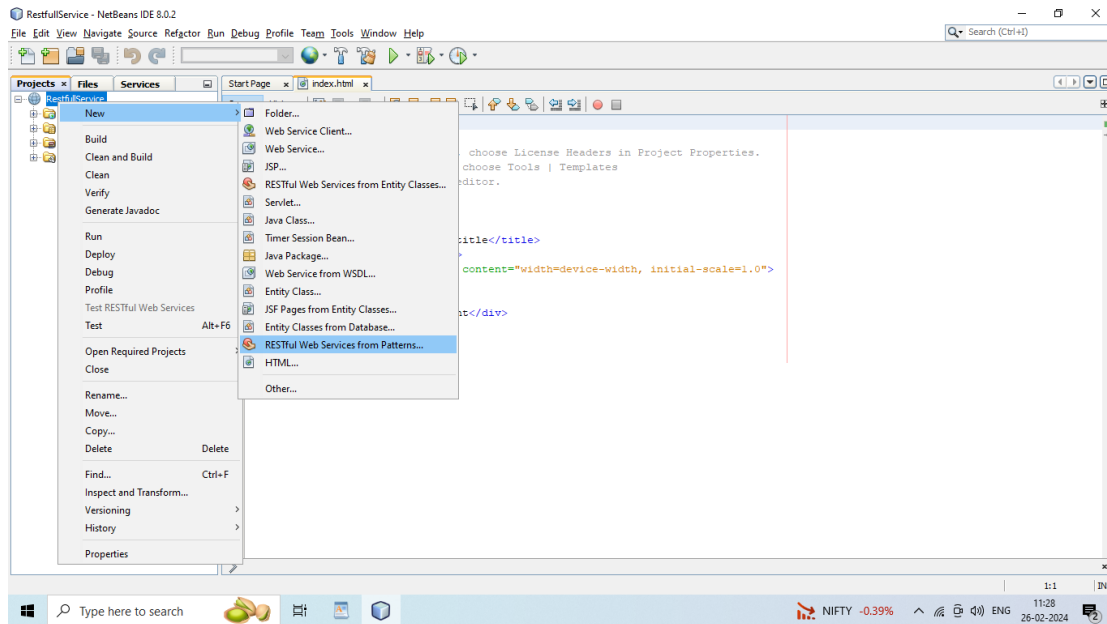 RestfullService - NetBeans IDE 8.0.2
File Edit View Navigate Source Refactor Run Debug Profile Team Tools Window Help
Search (Ctrl+I)
Projects Files Services
Start Page index.html
RestfullService
New
Build
Clean and Build
Clean
Verify
Generate Javadoc
Run
Deploy
Debug
Profile
Test RESTful Web Services
Test Alt+F6
Open Required Projects
Close
Rename...
Move...
Copy...
Delete Delete
Find... Ctrl+F
Inspect and Transform...
Versioning
History
Properties
Folder...
Web Service Client...
Web Service...
JSP...
RESTful Web Services from Entity Classes...
Servlet...
Java Class...
Timer Session Bean...
Java Package...
Web Service from WSDL...
Entity Class...
JSF Pages from Entity Classes...
Entity Classes from Database...
RESTful Web Services from Patterns...
HTML...
Other...
, choose License Headers in Project Properties.
choose Tools | Templates
editor.
title</title>
>
content="width=device-width, initial-scale=1.0">
nt</div>
1:1 IN
Type here to search
NIFTY -0.39%
ENG
11:28
26-02-2024
2